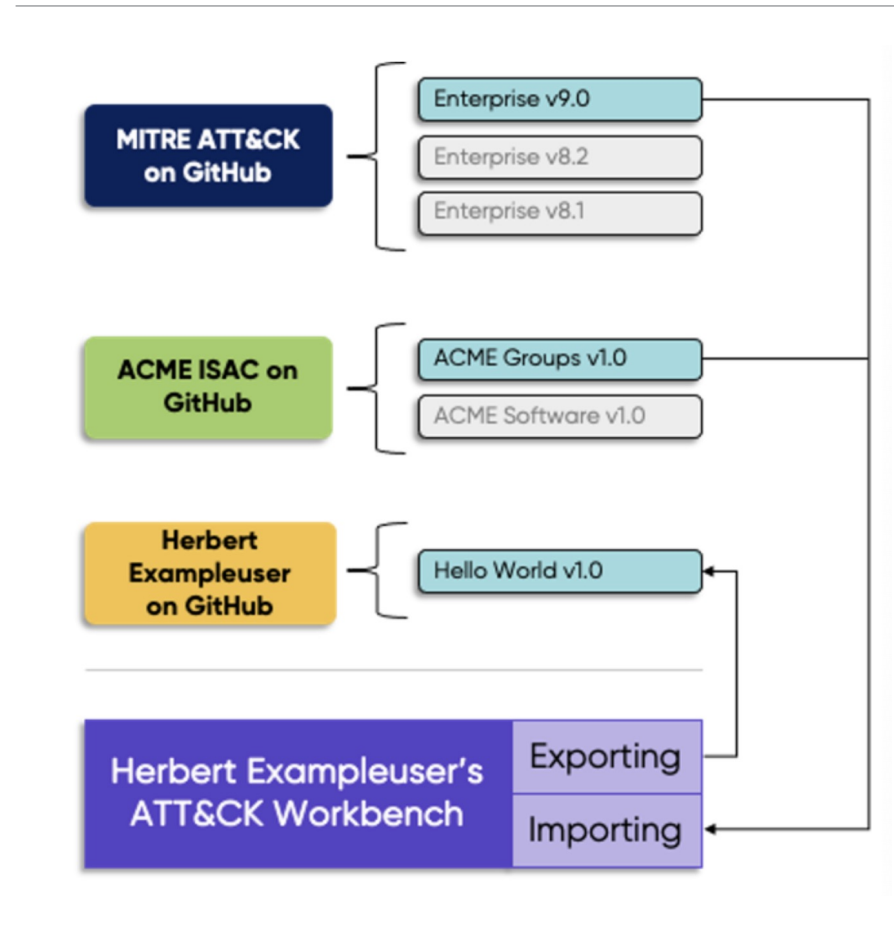 MITRE ATT&CK
on GitHub
Enterprise v9.0
Enterprise v8.2
Enterprise v8.1
ACME ISAC on
GitHub
ACME Groups v1.0
ACME Software v1.0
Herbert
Exampleuser
on GitHub
Hello World v1.0
Herbert Exampleuser's
ATT&CK Workbench
Exporting
Importing